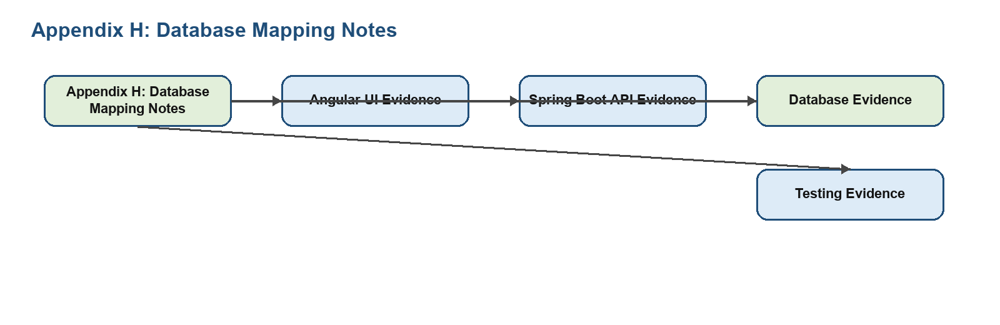 Appendix H: Database Mapping Notes
Appendix H: Database
Mapping Notes
Angular UI Evidence
Spring Boot API Evidence
Database Evidence
Testing Evidence